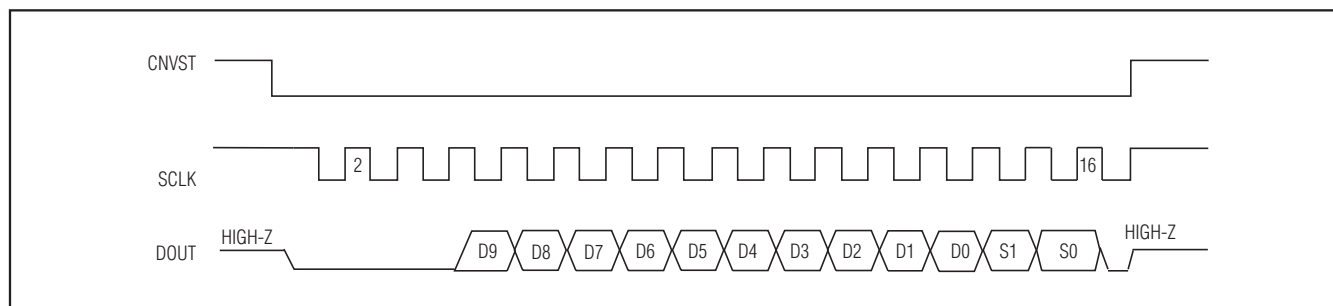 CNVST
SCLK
2
16
DOUT
HIGH-Z
D9
D8
D7
D6
D5
D4
D3
D2
D1
D0
S1
S0
HIGH-Z